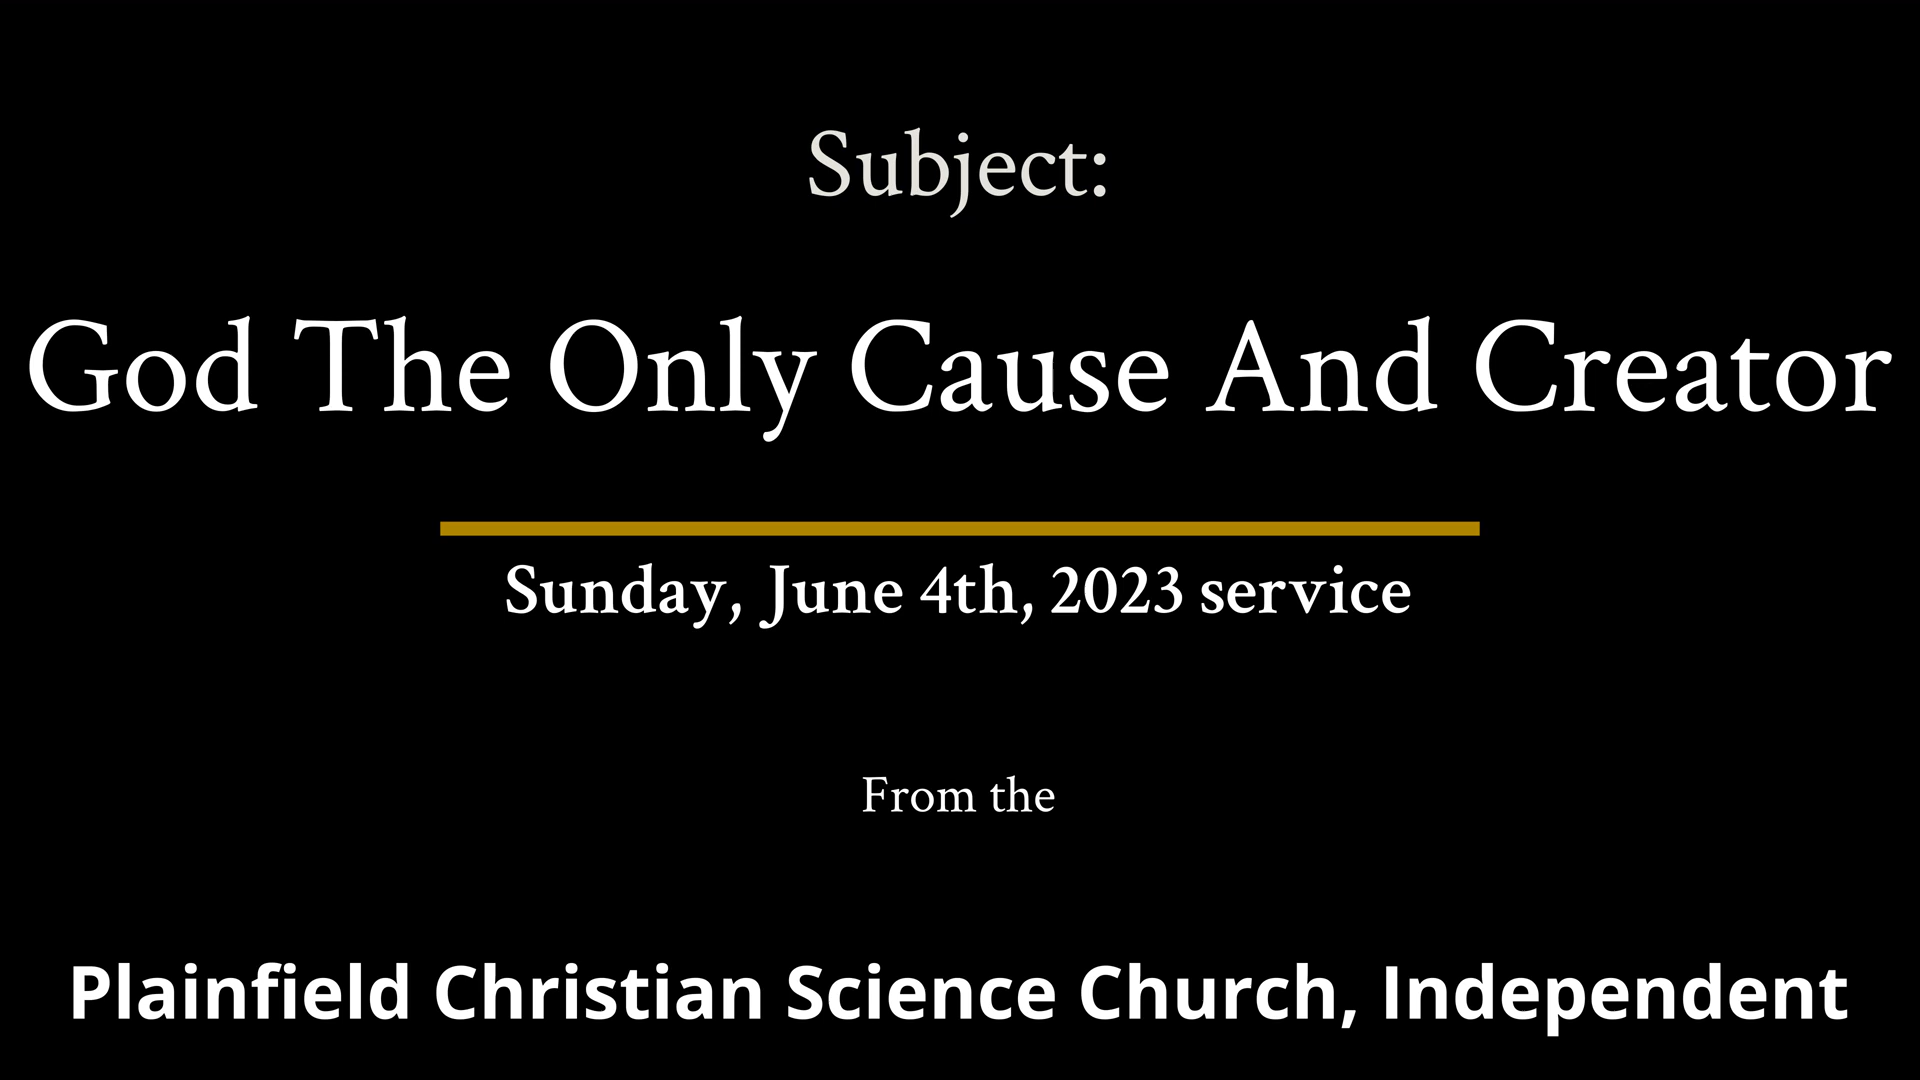 Subject:
God The Only Cause And Creator
Sunday, June 4th, 2023 service
From the
Plainfield Christian Science Church, Independent